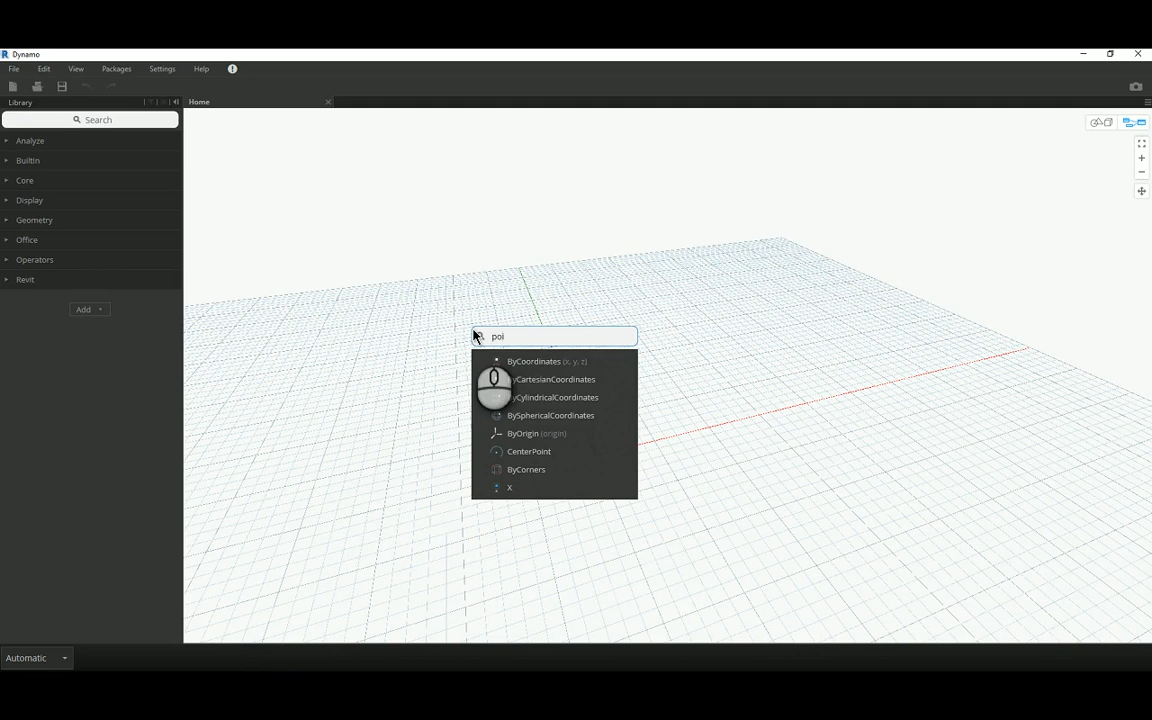 Dynamo
File Edit View Packages Settings Help
Library
Home
Search
Analyze
BuiltIn
Core
Display
Geometry
Office
Operators
Revit
Add
poi
ByCoordinates (x, y, z)
yCartesianCoordinates
yCylindricalCoordinates
BySphericalCoordinates
ByOrigin (origin)
CenterPoint
ByCorners
X
Automatic